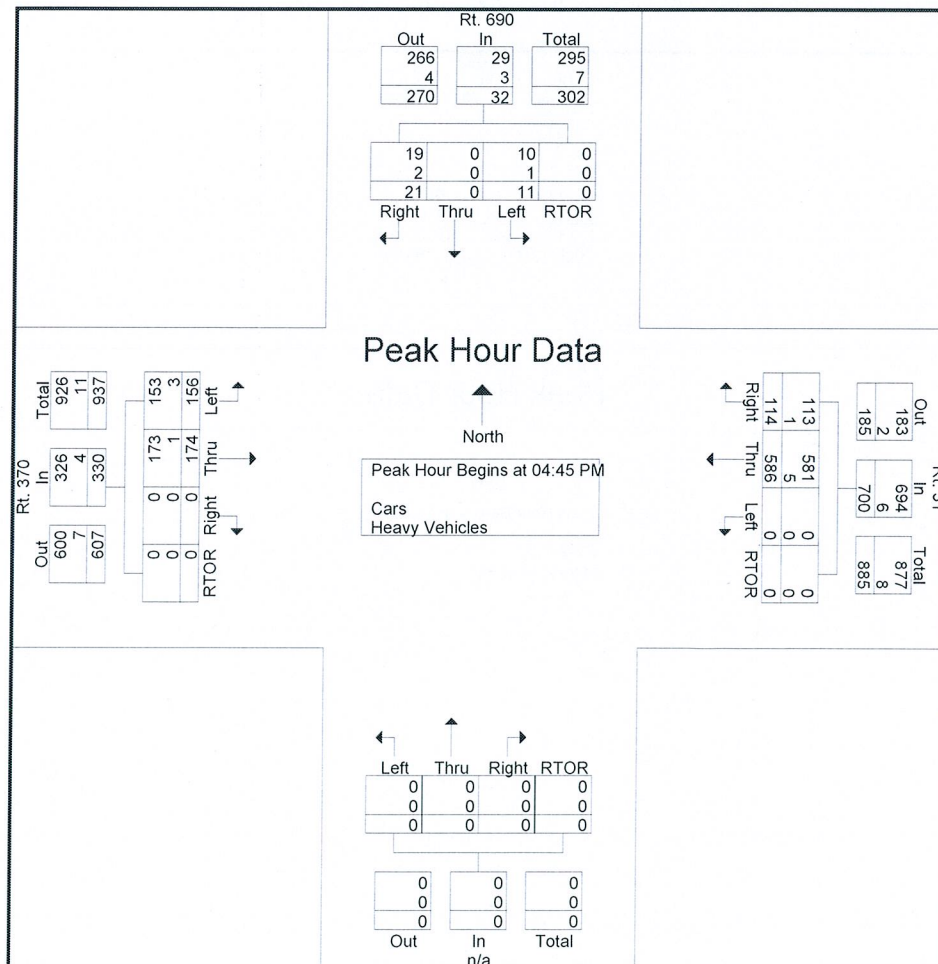 Rt. 690
Out In Total
266 29 295
4 3 7
270 32 302
19 0 10 0
2 0 1 0
21 0 11 0
Right Thru Left RTOR
Peak Hour Data
North
Peak Hour Begins at 04:45 PM
Cars
Heavy Vehicles
Rt. 370
Out In Total
600 326 926
7 4 11
607 330 937
153 173 0 0
3 1 0 0
156 174 0 0
Left Thru Right RTOR
Out In Total
183 694 877
2 6 8
185 700 885
113 581 0 0
1 5 0 0
114 586 0 0
Right Thru Left RTOR
Left Thru Right RTOR
0 0 0 0
0 0 0 0
0 0 0 0
0 0 0
0 0 0
0 0 0
Out In Total
n/a